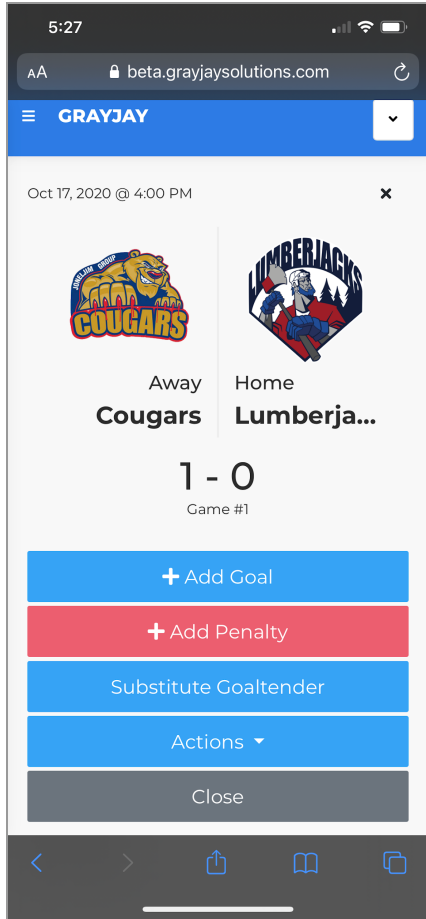 5:27
AA beta.grayjaysolutions.com
GRAYJAY
Oct 17, 2020 @ 4:00 PM
JONELJIM GROUP
COUGARS
LUMBERJACKS
Away Home
Cougars Lumberja...
1 - 0
Game #1
+ Add Goal
+ Add Penalty
Substitute Goaltender
Actions
Close